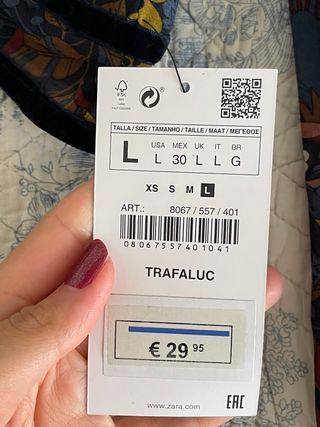 FSC
TALLA / SIZE / TAMANHO / TAILLE / MAAT / ΜΕΓΕΘΟΣ
L
USA MEX UK IT BR
L 30 L L G
XS S M L
ART.: 8067 / 557 / 401
08067557401041
TRAFALUC
€ 29 95
www.zara.com
EAC